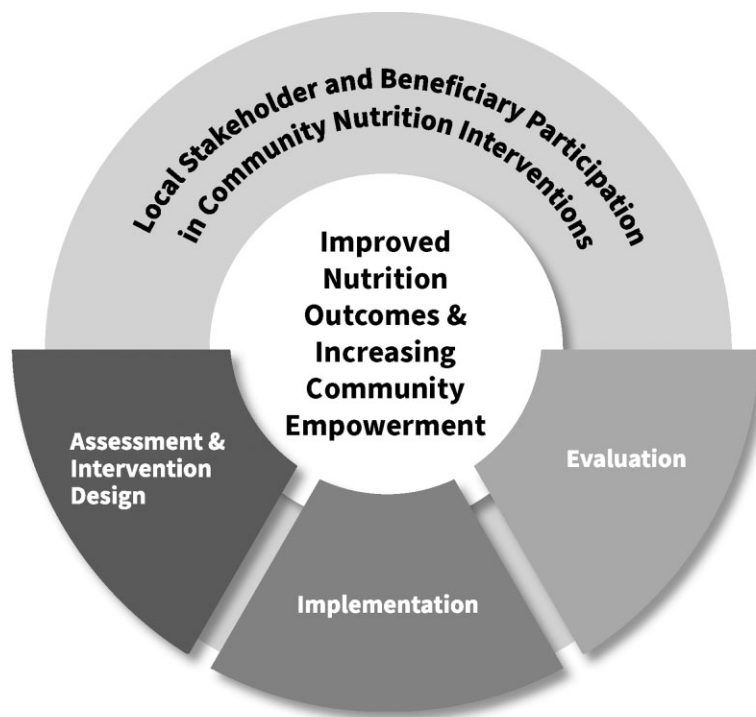 Local Stakeholder and Beneficiary Participation
in Community Nutrition Interventions
Improved
Nutrition
Outcomes &
Increasing
Community
Empowerment
Assessment &
Intervention
Design
Implementation
Evaluation